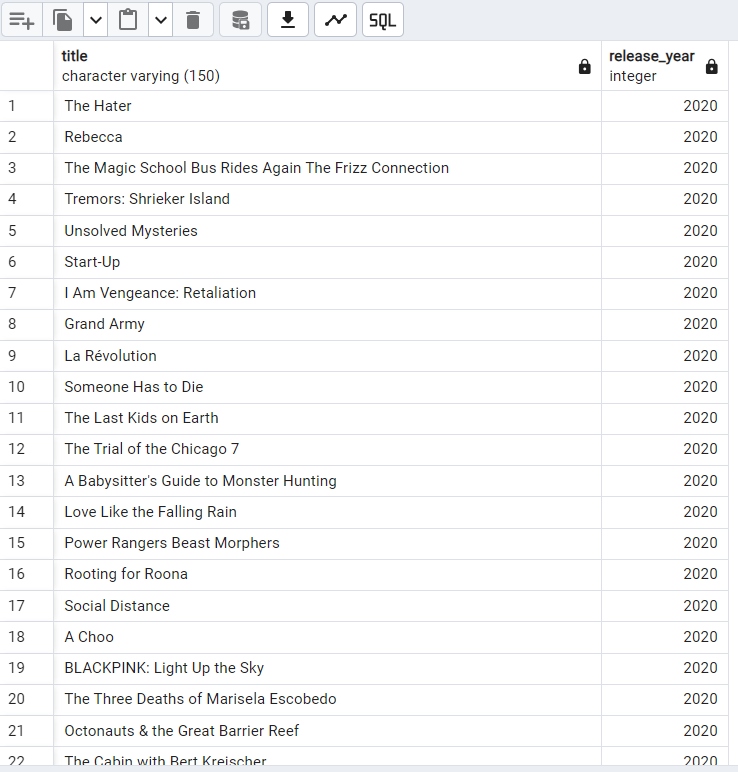 SQL
title release_year
character varying (150) integer
1 The Hater 2020
2 Rebecca 2020
3 The Magic School Bus Rides Again The Frizz Connection 2020
4 Tremors: Shrieker Island 2020
5 Unsolved Mysteries 2020
6 Start-Up 2020
7 I Am Vengeance: Retaliation 2020
8 Grand Army 2020
9 La Révolution 2020
10 Someone Has to Die 2020
11 The Last Kids on Earth 2020
12 The Trial of the Chicago 7 2020
13 A Babysitter's Guide to Monster Hunting 2020
14 Love Like the Falling Rain 2020
15 Power Rangers Beast Morphers 2020
16 Rooting for Roona 2020
17 Social Distance 2020
18 A Choo 2020
19 BLACKPINK: Light Up the Sky 2020
20 The Three Deaths of Marisela Escobedo 2020
21 Octonauts & the Great Barrier Reef 2020
22 The Cabin with Bert Kreischer 2020